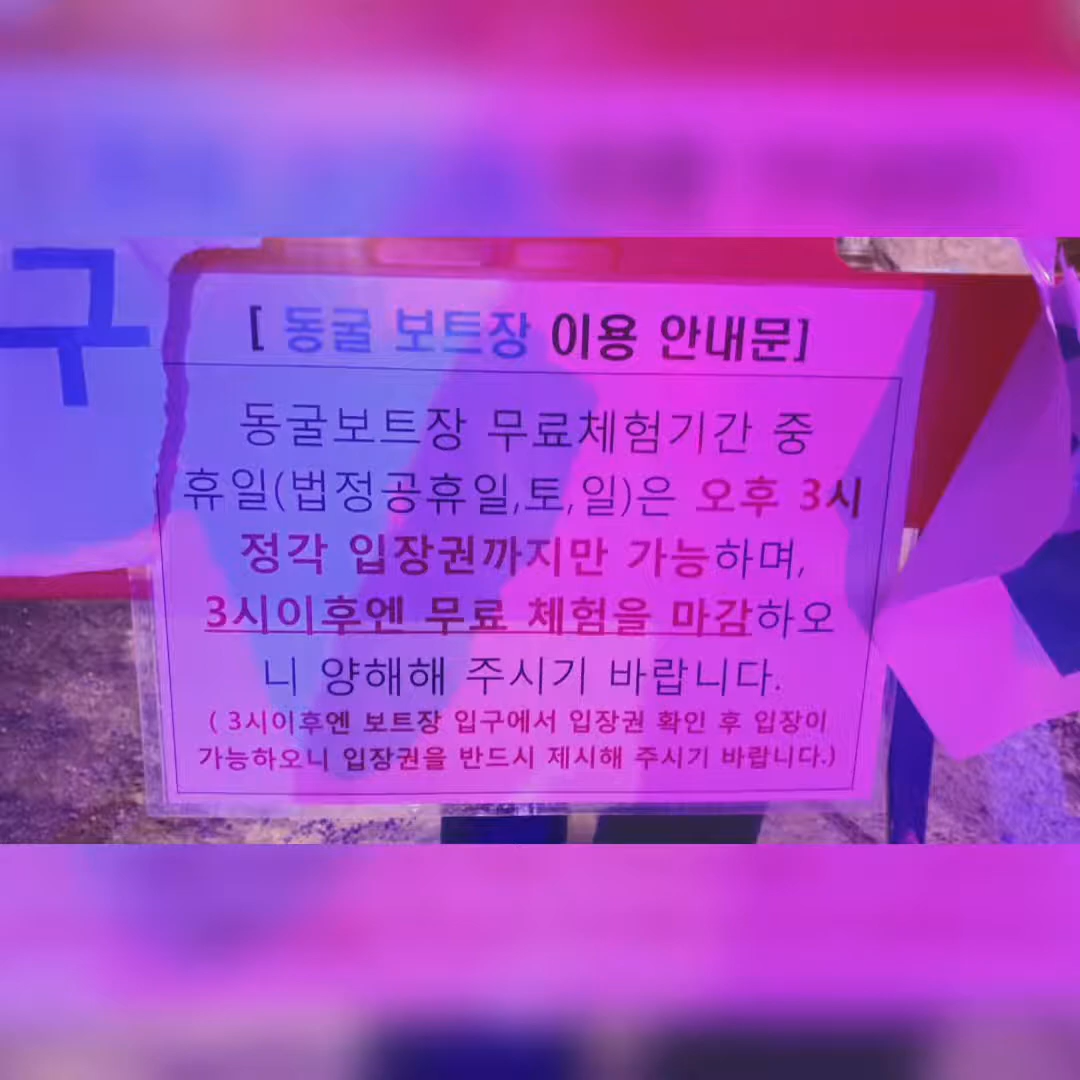 구
[ 동굴 보트장 이용 안내문]
동굴보트장 무료체험기간 중
휴일(법정공휴일,토,일)은 오후 3시
정각 입장권까지만 가능하며,
3시이후엔 무료 체험을 마감하오
니 양해해 주시기 바랍니다.
( 3시이후엔 보트장 입구에서 입장권 확인 후 입장이
가능하오니 입장권을 반드시 제시해 주시기 바랍니다.)